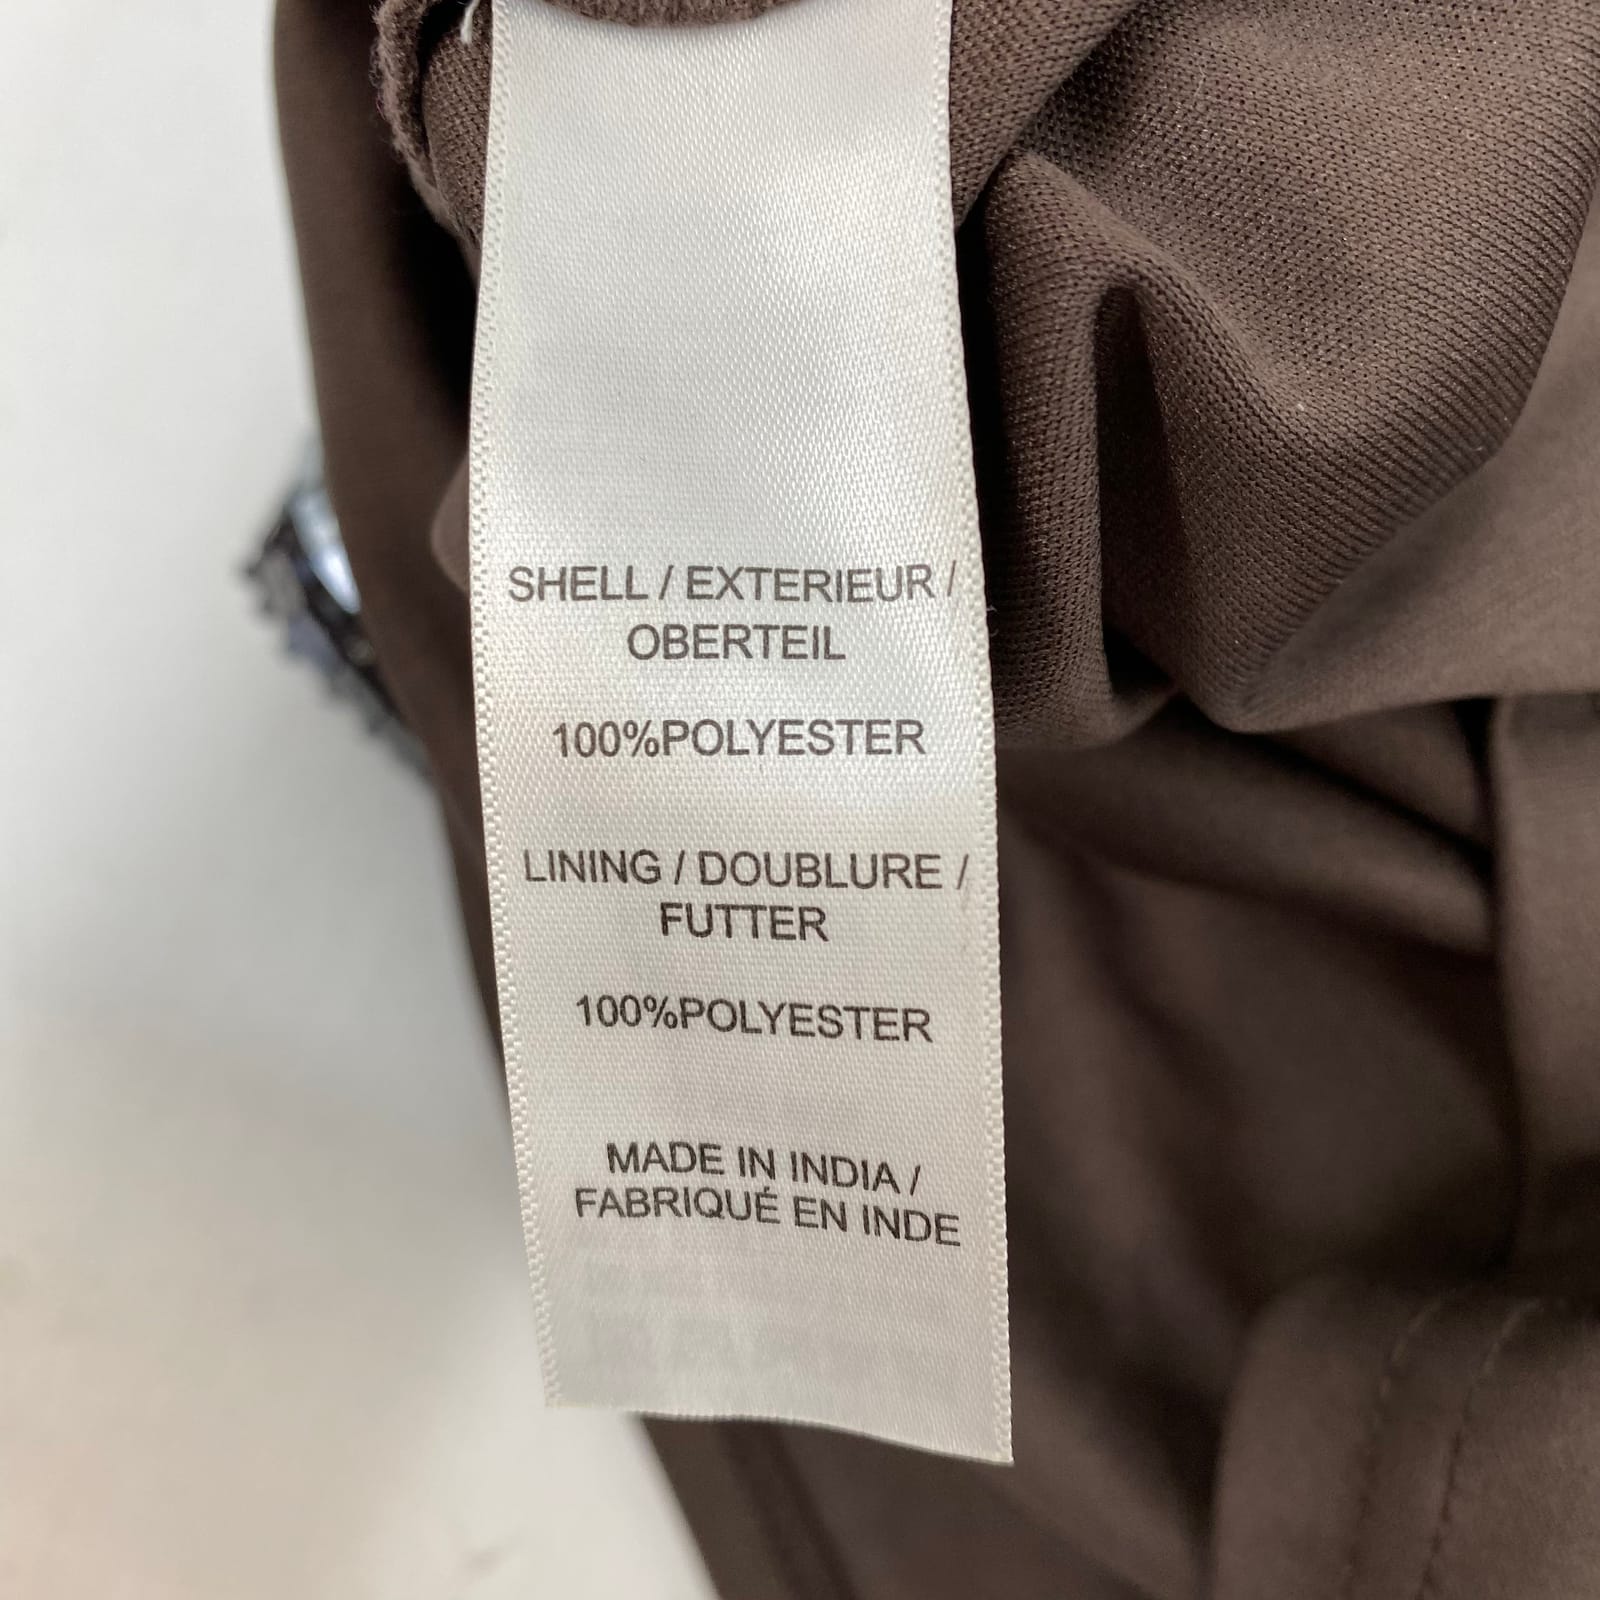 SHELL / EXTERIEUR /
OBERTEIL
100%POLYESTER
LINING / DOUBLURE /
FUTTER
100%POLYESTER
MADE IN INDIA /
FABRIQUÉ EN INDE